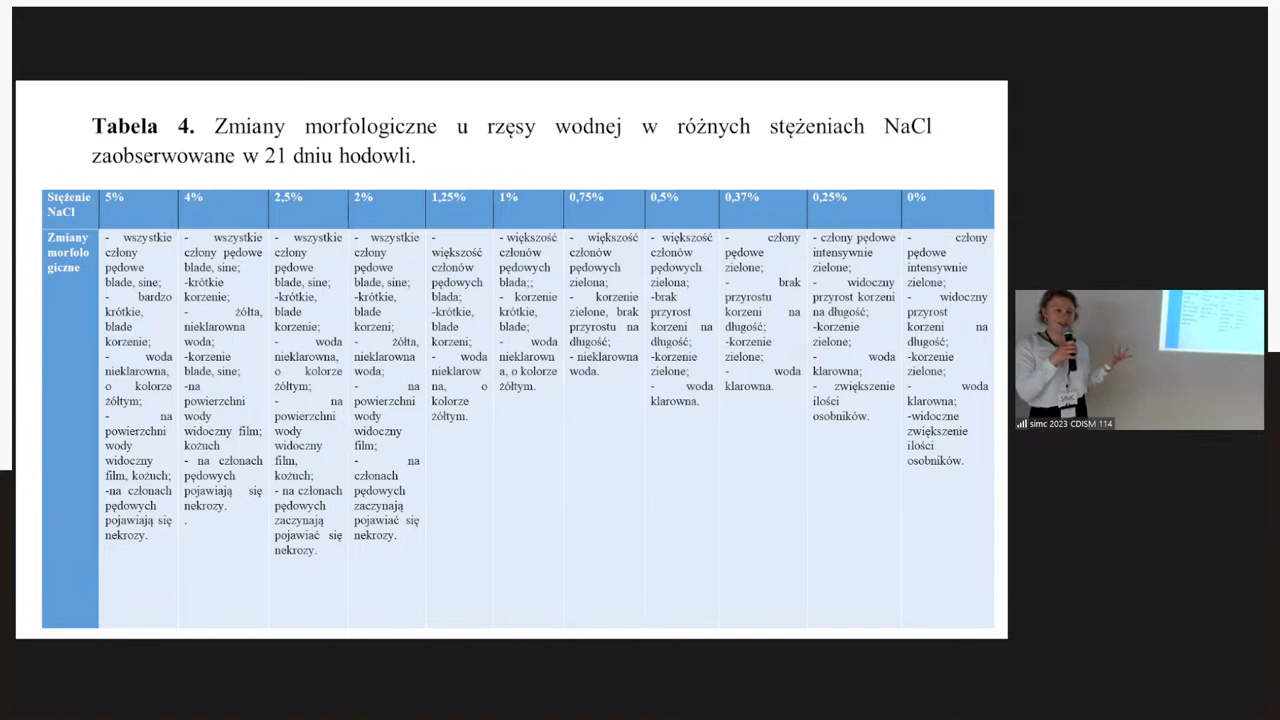 Tabela 4. Zmiany morfologiczne u rzęsy wodnej w różnych stężeniach NaCl
zaobserwowane w 21 dniu hodowli.
Stężenie
NaCl
5%
4%
2,5%
2%
1,25%
1%
0,75%
0,5%
0,37%
0,25%
0%
Zmiany
morfolo
giczne
- wszystkie
człony
pędowe
blade, sine;
- bardzo
krótkie,
blade
korzenie;
- woda
nieklarowna,
o kolorze
żółtym;
- na
powierzchni
wody
widoczny
film, kożuch;
-na członach
pędowych
pojawiają się
nekrozy.
- wszystkie
człony pędowe
blade, sine;
-krótkie
korzenie;
- żółta,
nieklarowna
woda;
-korzenie
blade, sine;
-na
powierzchni
wody
widoczny film;
kożuch
- na członach
pędowych
pojawiają się
nekrozy.
.
- wszystkie
człony
pędowe
blade, sine;
-krótkie,
blade
korzenie;
- woda
nieklarowna,
o kolorze
żółtym;
- na
powierzchni
wody
widoczny
film,
kożuch;
- na członach
pędowych
zaczynają
pojawiać się
nekrozy.
- wszystkie
człony
pędowe
blade, sine;
-krótkie,
blade
korzeni;
- żółta,
nieklarowna
woda;
- na
powierzchni
wody
widoczny
film;
- na
członach
pędowych
zaczynają
pojawiać się
nekrozy.
-
większość
członów
pędowych
blada;
-krótkie,
blade
korzeni;
- woda
nieklarow
na, o
kolorze
żółtym.
- większość
członów
pędowych
blada;;
- korzenie
krótkie,
blade;
- woda
nieklarown
a, o kolorze
żółtym.
- większość
członów
pędowych
zielona;
- korzenie
zielone, brak
przyrostu na
długość;
- nieklarowna
woda.
- większość
członów
pędowych
zielona;
-brak
przyrost
korzeni na
długość;
-korzenie
zielone;
- woda
klarowna.
- człony
pędowe
zielone;
- brak
przyrostu
korzeni na
długość;
-korzenie
zielone;
- woda
klarowna.
- człony pędowe
intensywnie
zielone;
- widoczny
przyrost korzeni
na długość;
-korzenie
zielone;
- woda
klarowna;
- zwiększenie
ilości
osobników.
- człony
pędowe
intensywnie
zielone;
- widoczny
przyrost
korzeni na
długość;
-korzenie
zielone;
- woda
klarowna;
-widoczne
zwiększenie
ilości
osobników.
SIMC
simc 2023 CDISM 114